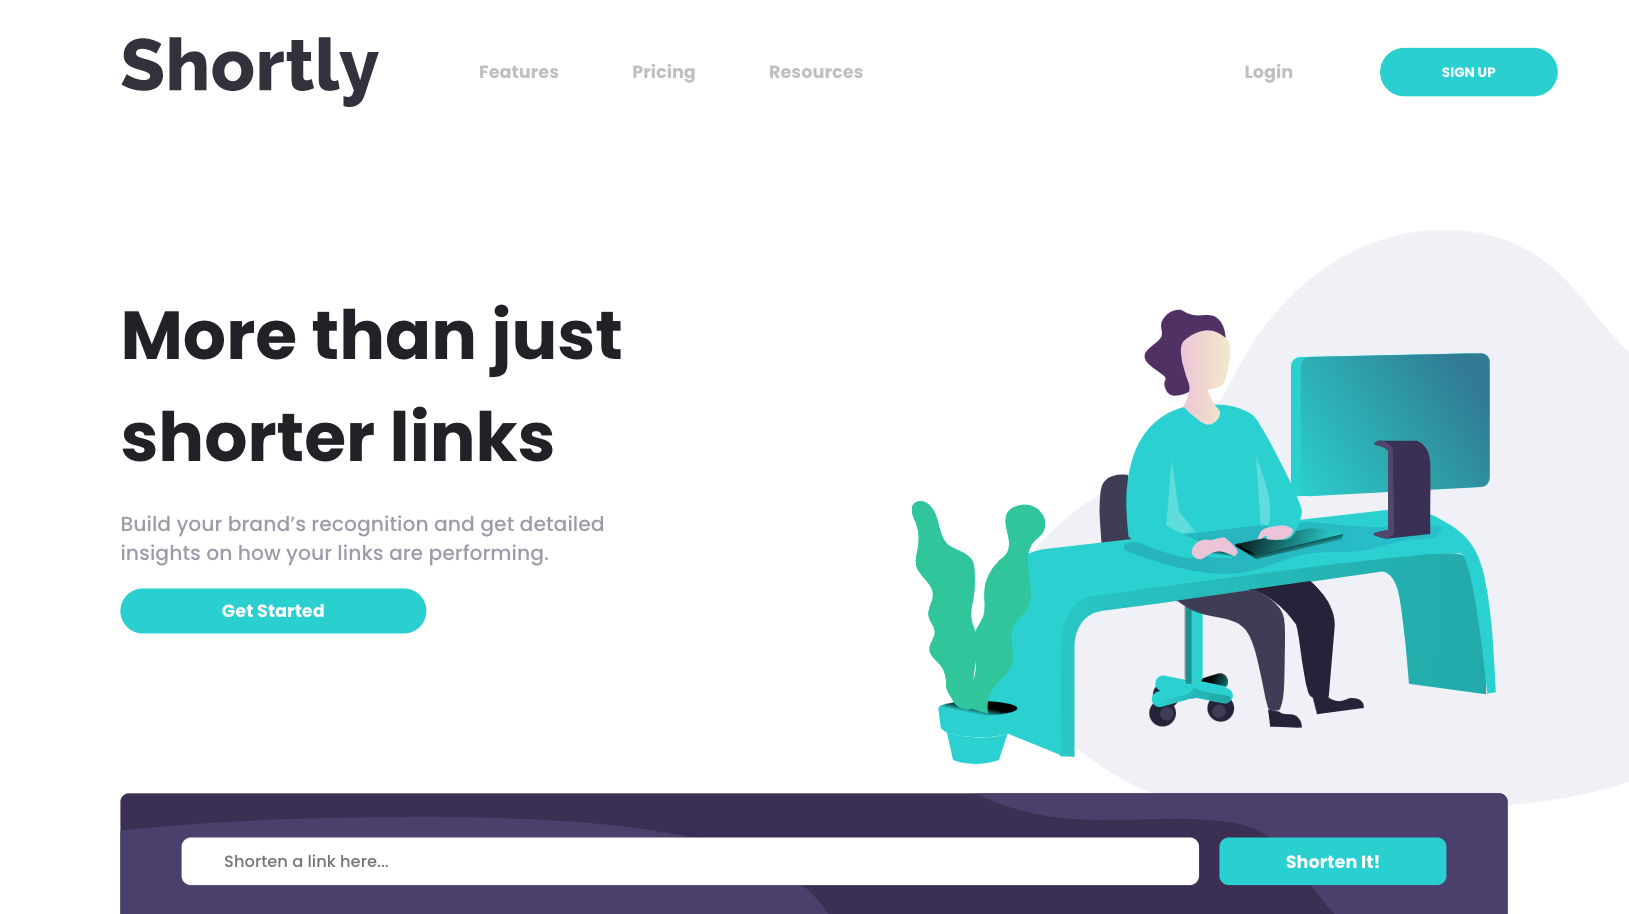 Shortly
Features
Pricing
Resources
Login
SIGN UP
More than just
shorter links
Build your brand’s recognition and get detailed
insights on how your links are performing.
Get Started
Shorten a link here...
Shorten It!